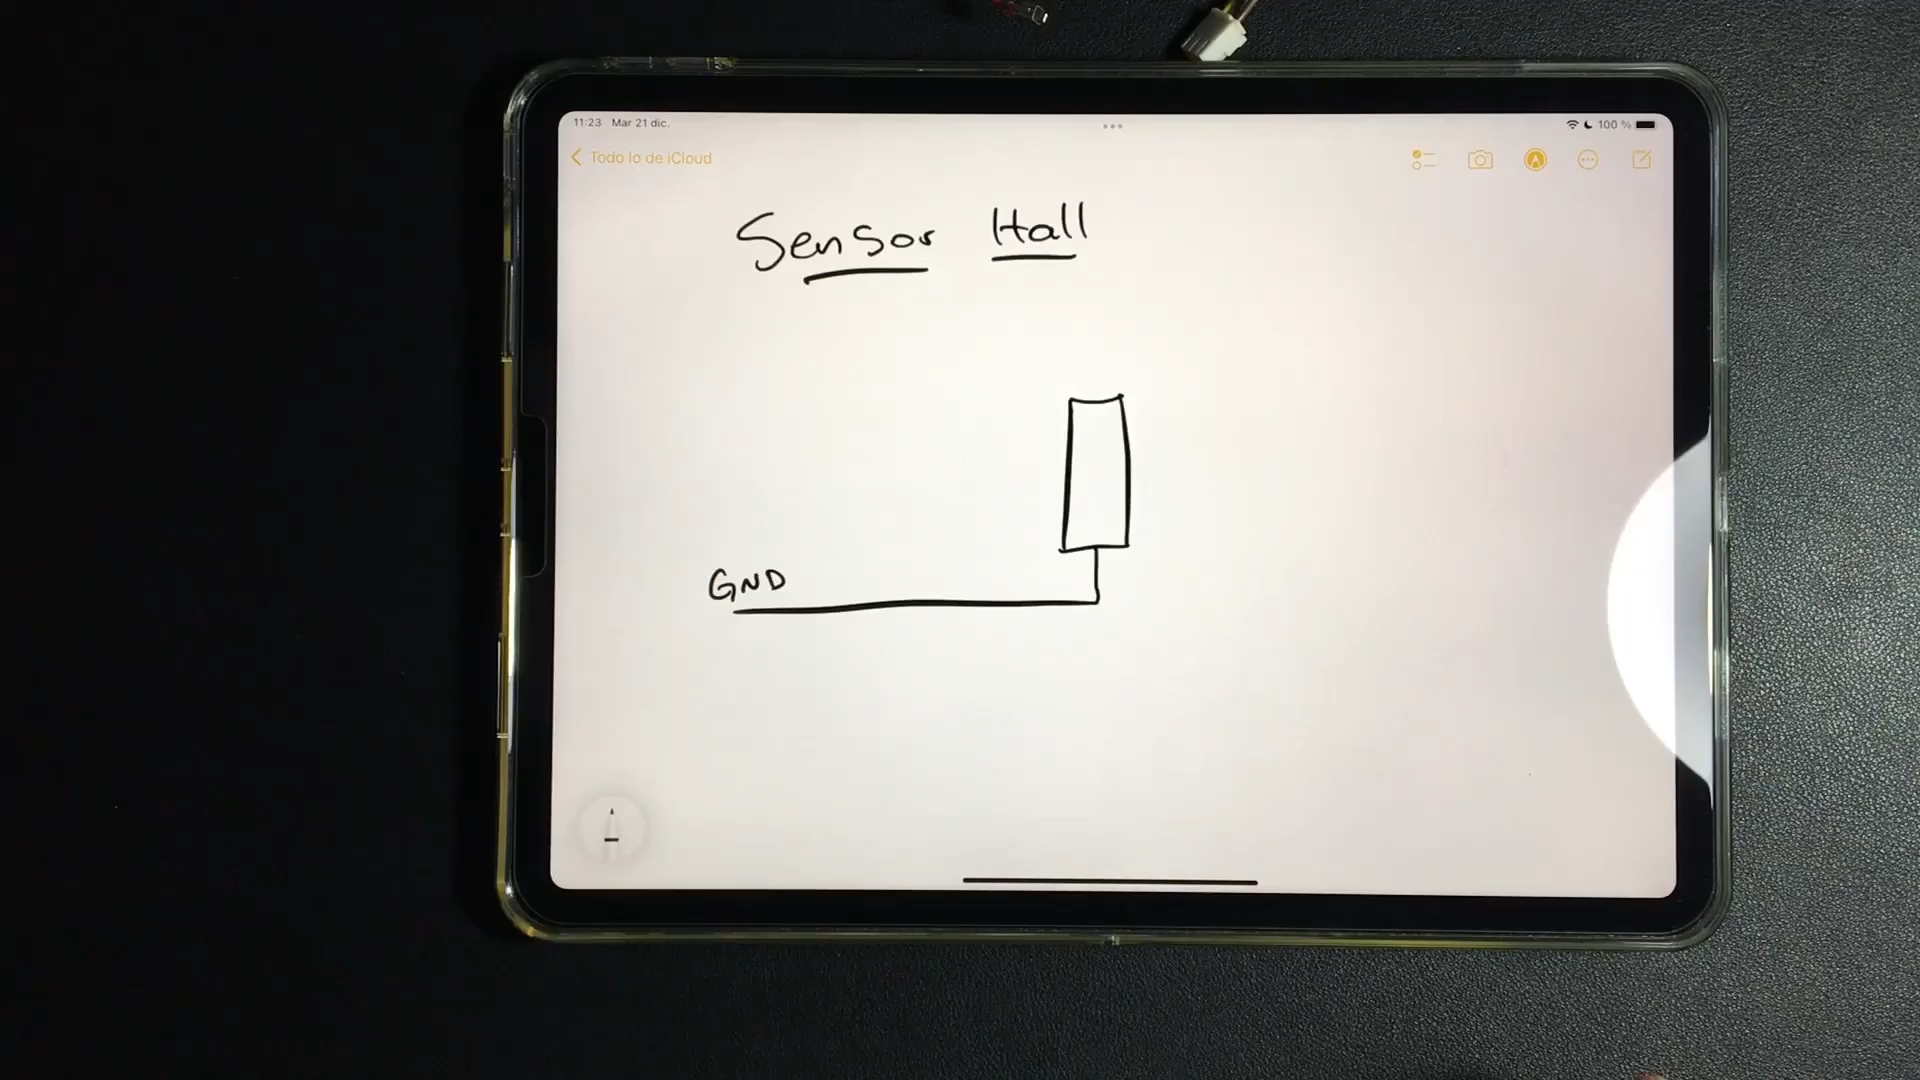 11:23 Mar 21 dic.
100 %
Todo lo de iCloud
Sensor Hall
GND